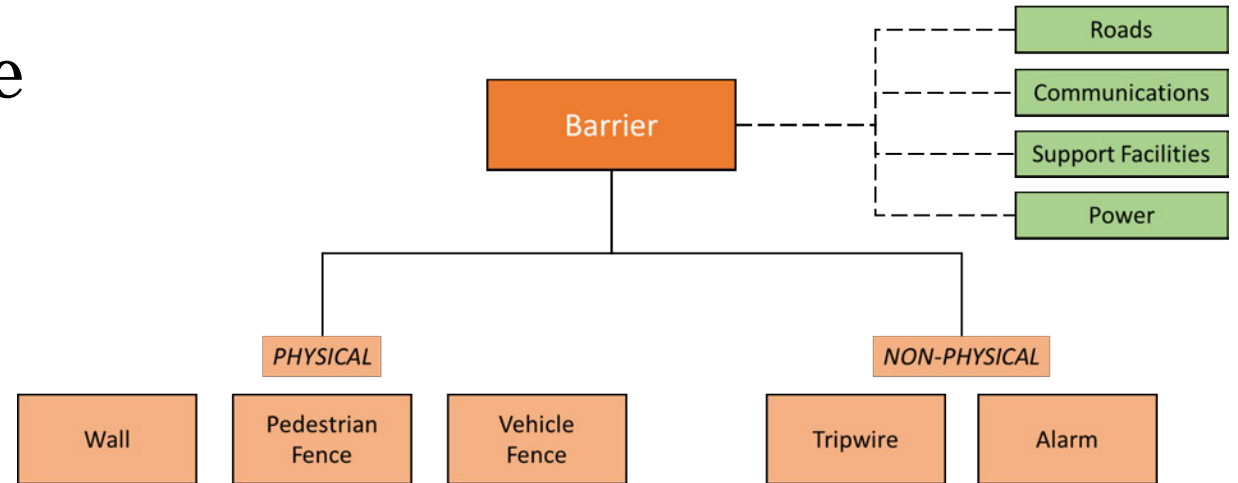 e
Roads
Barrier
Communications
Support Facilities
Power
PHYSICAL
NON-PHYSICAL
Wall
Pedestrian
Fence
Vehicle
Fence
Tripwire
Alarm